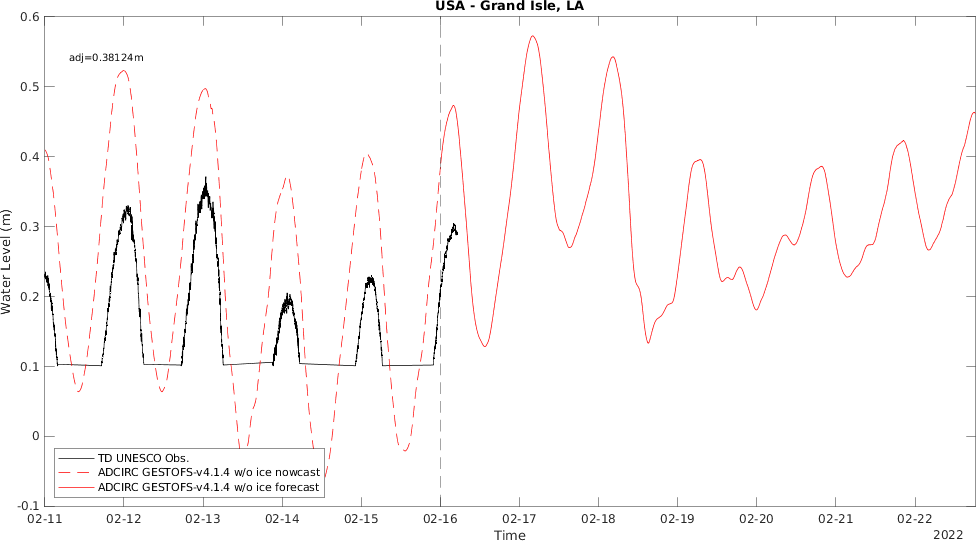 USA - Grand Isle, LA
adj=0.38124m
0.6
0.5
0.4
0.3
0.2
0.1
0
-0.1
Water Level (m)
TD UNESCO Obs.
ADCIRC GESTOFS-v4.1.4 w/o ice nowcast
ADCIRC GESTOFS-v4.1.4 w/o ice forecast
02-11 02-12 02-13 02-14 02-15 02-16 02-17 02-18 02-19 02-20 02-21 02-22
Time
2022